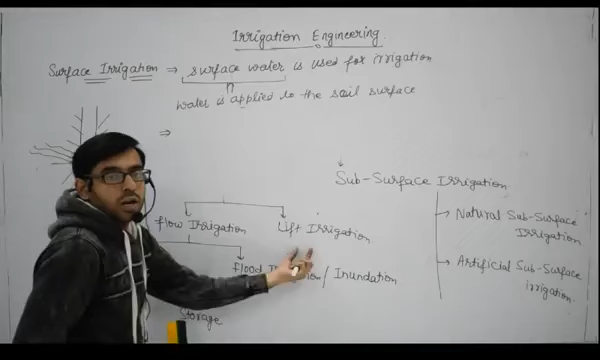 Irrigation Engineering.
Surface Irrigation ⇒ surface water is used for irrigation
water is applied to the soil surface
⇒
Sub-Surface Irrigation
Flow Irrigation
Lift Irrigation
Natural Sub-Surface Irrigation
Flood / Inundation
Artificial Sub-Surface irrigation.
Storage